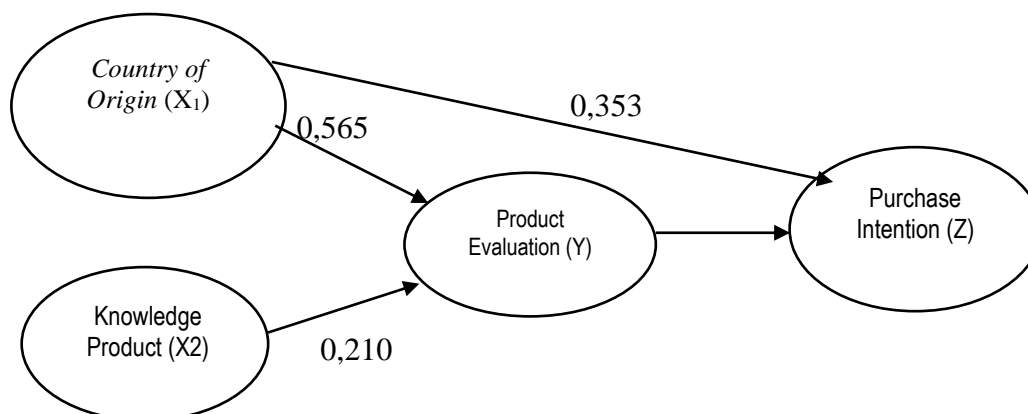 Country of
Origin (X₁)
0,353
0,565
Product
Evaluation (Y)
Purchase
Intention (Z)
Knowledge
Product (X2)
0,210